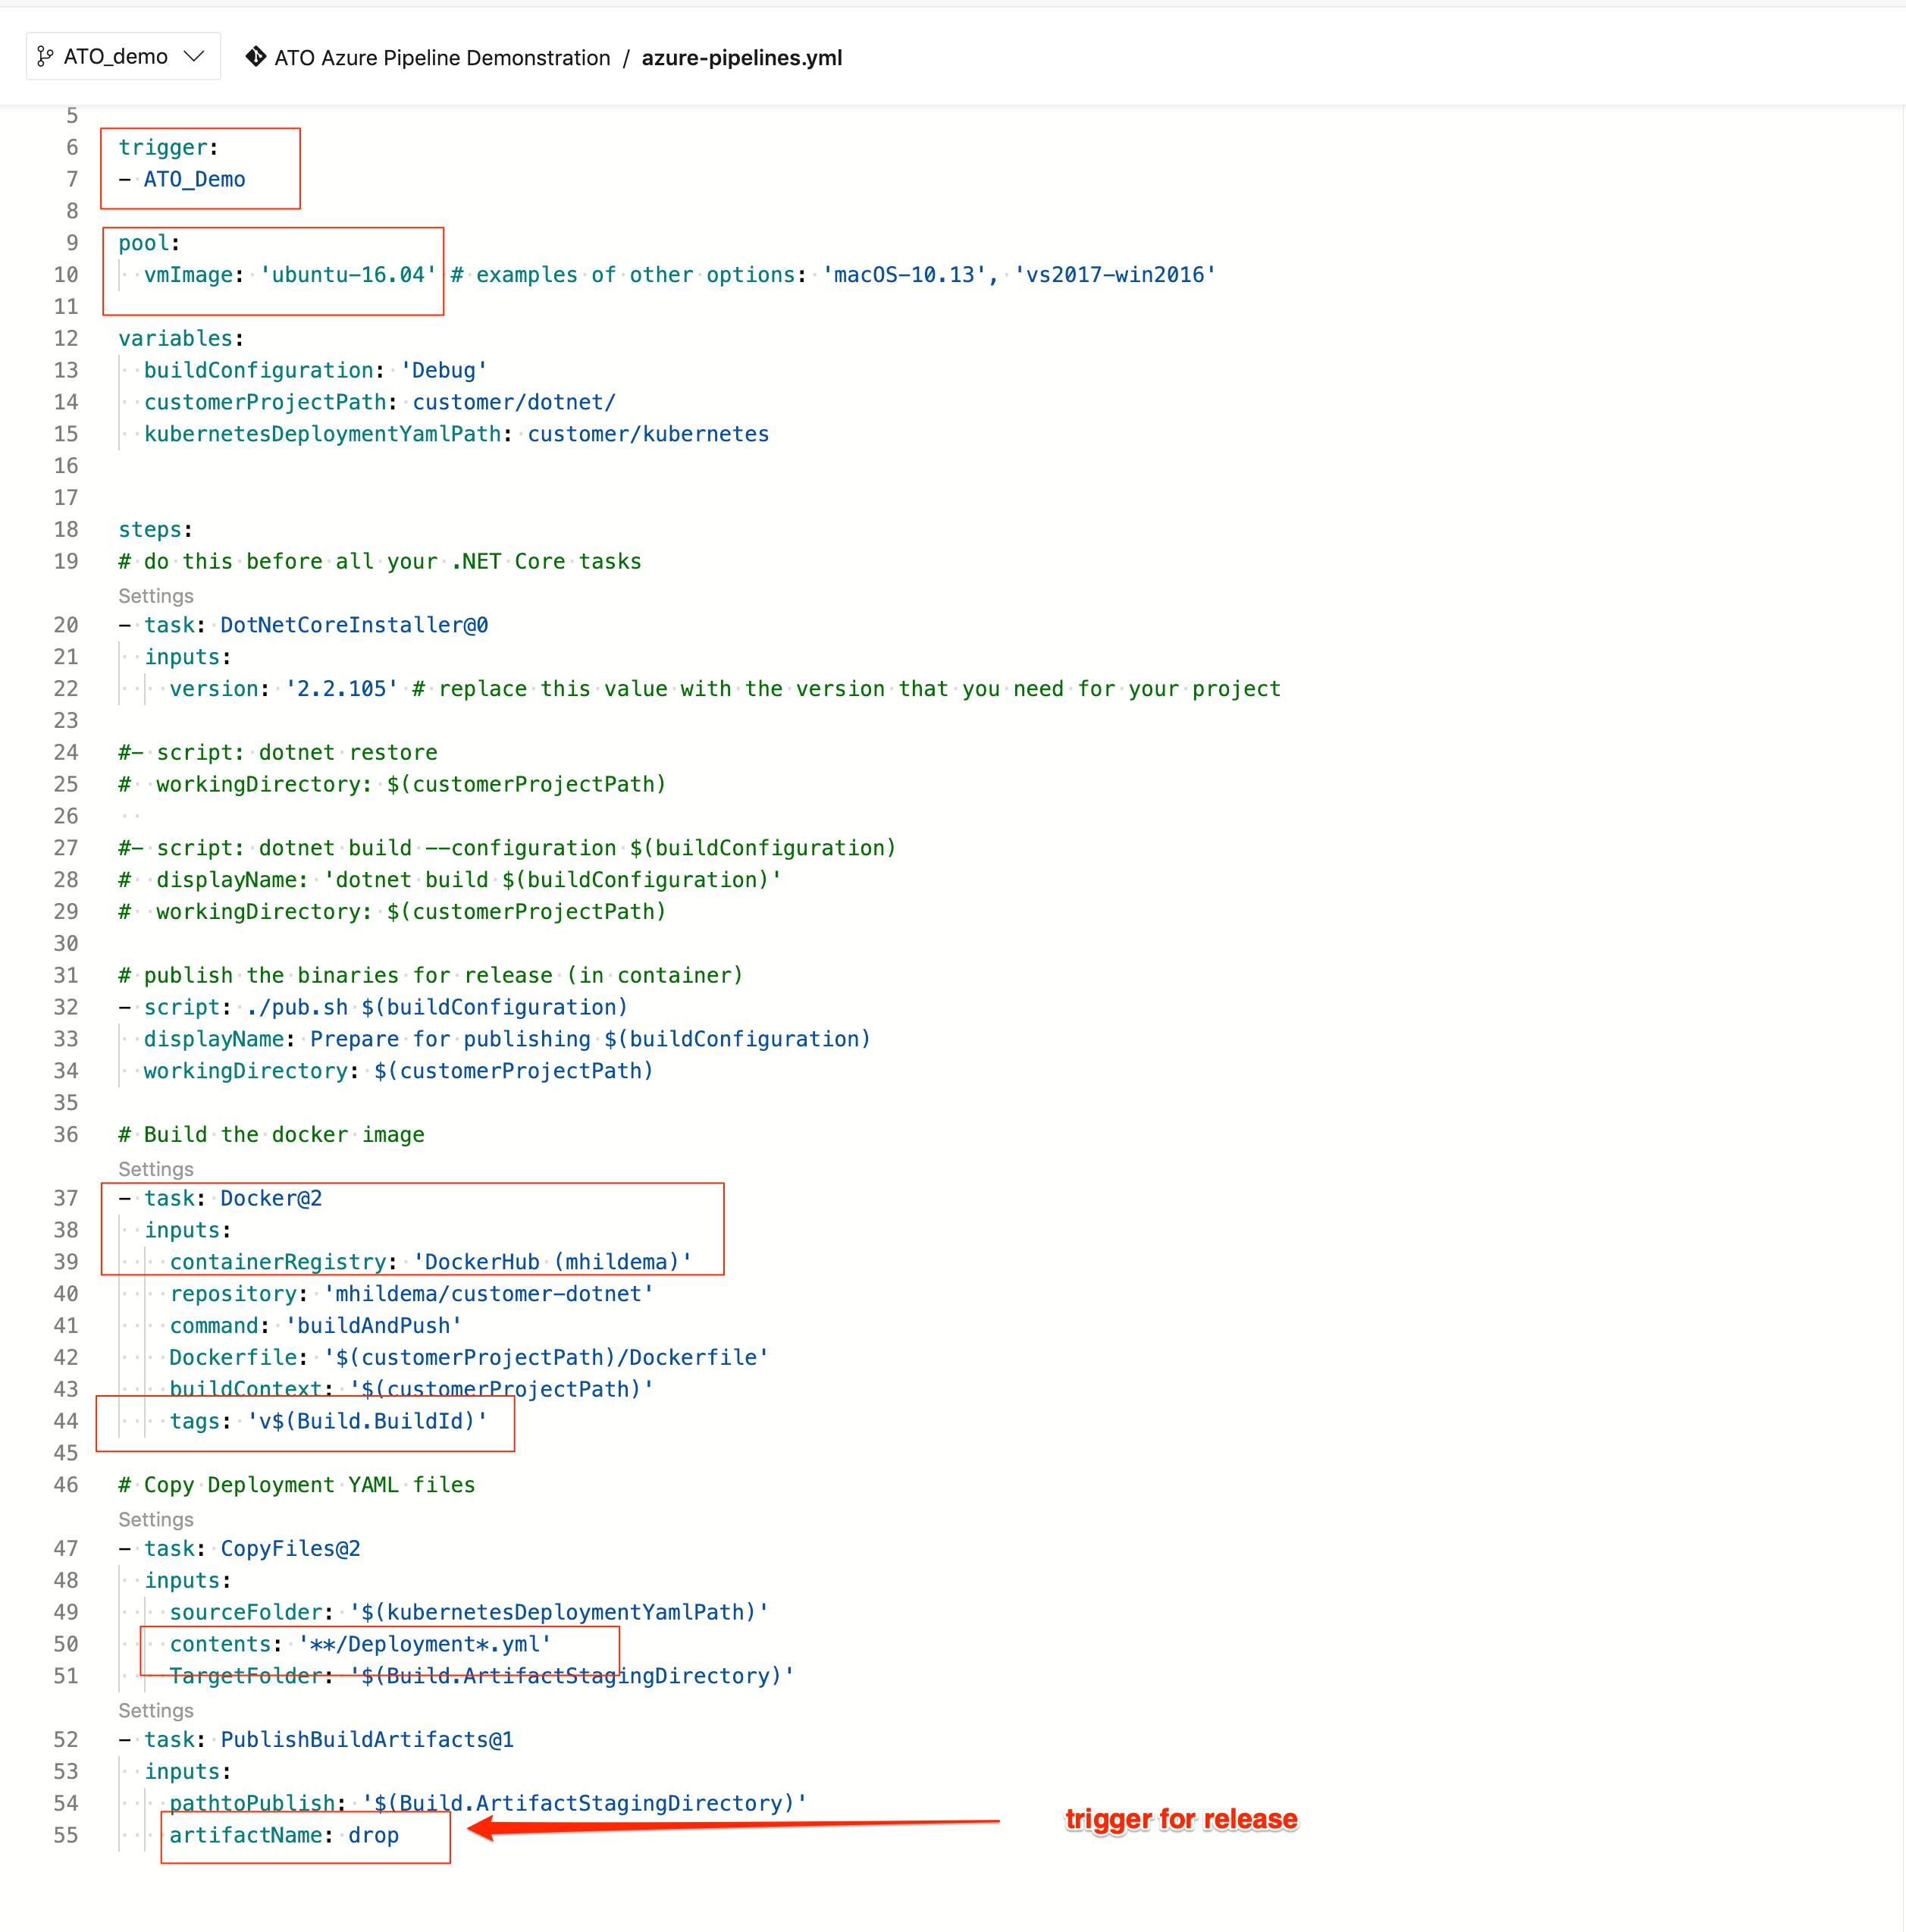 ATO_demo ATO Azure Pipeline Demonstration / azure-pipelines.yml
5
6 trigger:
7 - ATO_Demo
8
9 pool:
10   vmImage: 'ubuntu-16.04' # examples of other options: 'macOS-10.13', 'vs2017-win2016'
11
12 variables:
13   buildConfiguration: 'Debug'
14   customerProjectPath: customer/dotnet/
15   kubernetesDeploymentYamlPath: customer/kubernetes
16
17
18 steps:
19 # do this before all your .NET Core tasks
Settings
20 - task: DotNetCoreInstaller@0
21   inputs:
22     version: '2.2.105' # replace this value with the version that you need for your project
23
24 #- script: dotnet restore
25 #  workingDirectory: $(customerProjectPath)
26
27 #- script: dotnet build --configuration $(buildConfiguration)
28 #  displayName: 'dotnet build $(buildConfiguration)'
29 #  workingDirectory: $(customerProjectPath)
30
31 # publish the binaries for release (in container)
32 - script: ./pub.sh $(buildConfiguration)
33   displayName: Prepare for publishing $(buildConfiguration)
34   workingDirectory: $(customerProjectPath)
35
36 # Build the docker image
Settings
37 - task: Docker@2
38   inputs:
39     containerRegistry: 'DockerHub (mhildema)'
40     repository: 'mhildema/customer-dotnet'
41     command: 'buildAndPush'
42     Dockerfile: '$(customerProjectPath)/Dockerfile'
43     buildContext: '$(customerProjectPath)'
44     tags: 'v$(Build.BuildId)'
45
46 # Copy Deployment YAML files
Settings
47 - task: CopyFiles@2
48   inputs:
49     sourceFolder: '$(kubernetesDeploymentYamlPath)'
50     contents: '**/Deployment*.yml'
51     TargetFolder: '$(Build.ArtifactStagingDirectory)'
Settings
52 - task: PublishBuildArtifacts@1
53   inputs:
54     pathtoPublish: '$(Build.ArtifactStagingDirectory)'
55     artifactName: drop
trigger for release